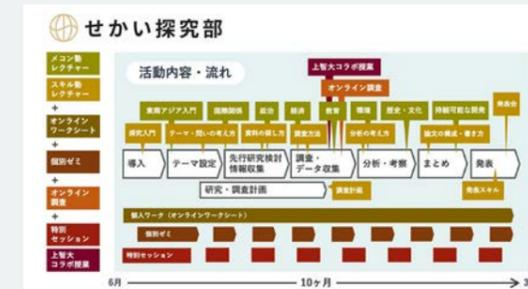 せかい探究部
メコン塾
レクチャー
スキル塾
レクチャー
+
オンライン
ワークシート
+
個別ゼミ
+
オンライン
調査
+
特別
セッション
上智大
コラボ授業
活動内容・流れ
上智大コラボ授業
オンライン調査
発表会
東南アジア入門
国際関係
政治
経済
教育
環境
歴史・文化
持続可能な開発
探究入門
テーマ・問いの考え方
資料の探し方
調査方法
分析の考え方
論文の構成・書き方
導入
テーマ設定
先行研究検討
情報収集
調査・
データ収集
分析・考察
まとめ
発表
研究・調査計画
調査計画
発表スキル
個人ワーク（オンラインワークシート）
個別ゼミ
特別セッション
6月
10ヶ月
3